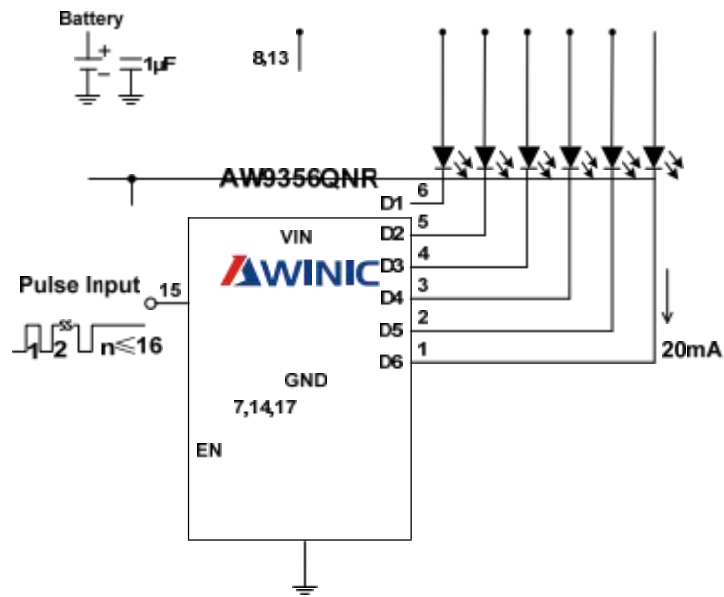 Battery
+
1µF
–
8,13
AW9356QNR
6
D1
5
VIN
D2
4
AWINIC
D3
3
Pulse Input
15
D4
2
D5
1 2 n≤16
1
20mA
D6
GND
7,14,17
EN